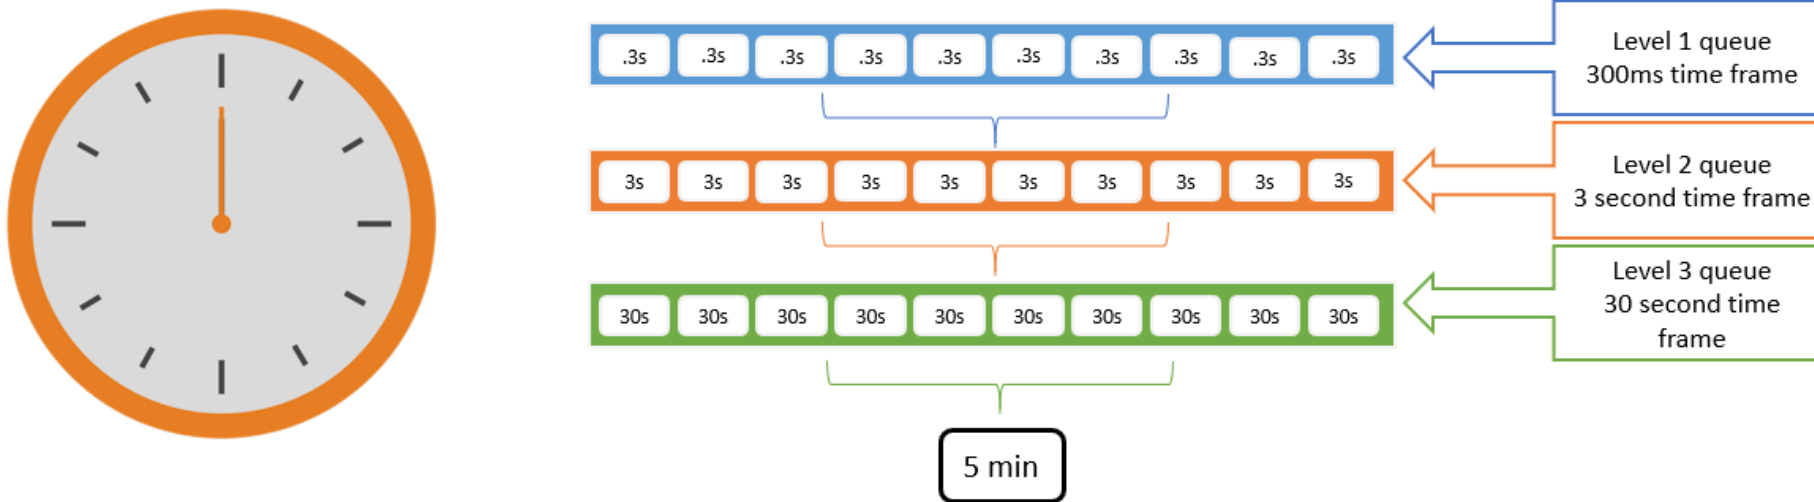 .3s .3s .3s .3s .3s .3s .3s .3s .3s .3s
Level 1 queue
300ms time frame
3s 3s 3s 3s 3s 3s 3s 3s 3s 3s
Level 2 queue
3 second time frame
30s 30s 30s 30s 30s 30s 30s 30s 30s 30s
Level 3 queue
30 second time
frame
5 min